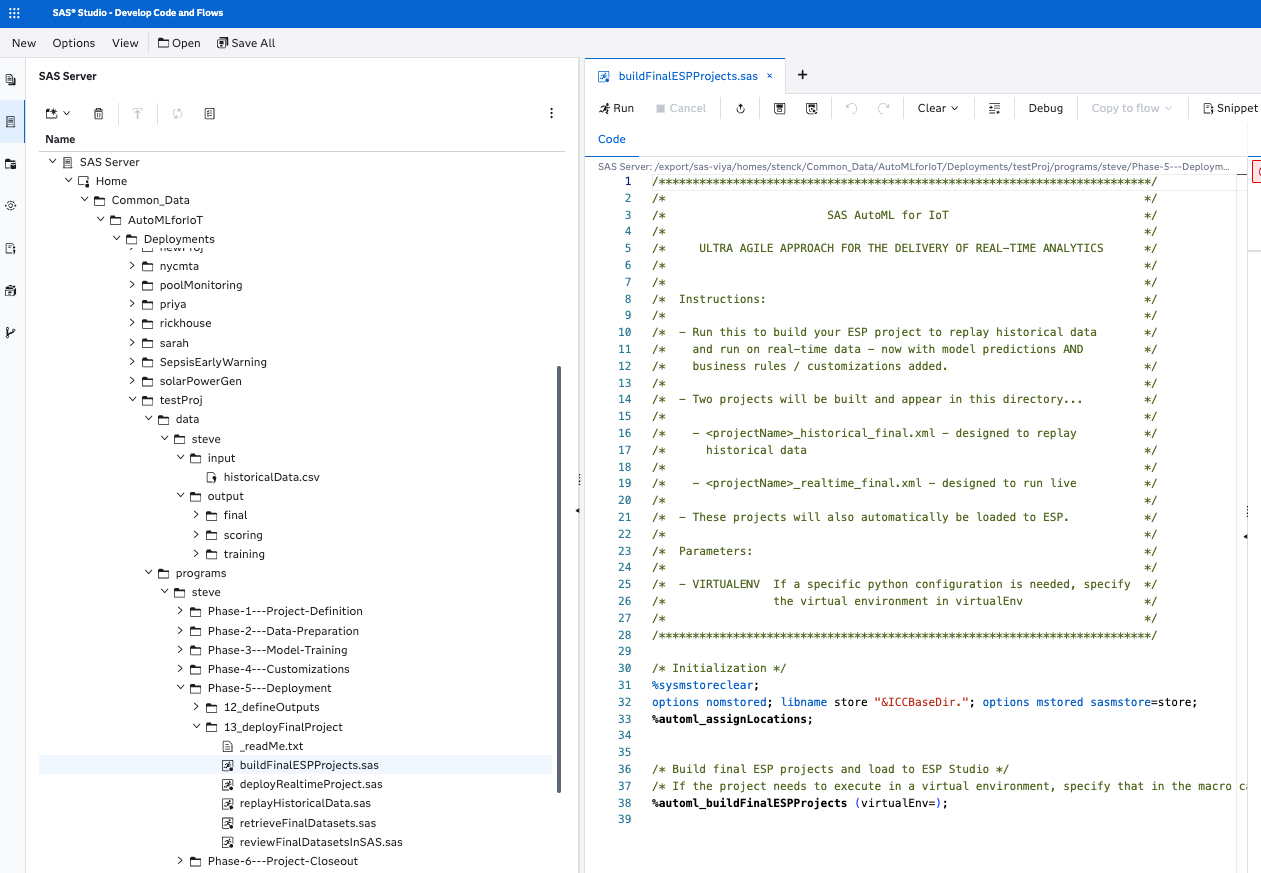 SAS® Studio - Develop Code and Flows
New Options View Open Save All
SAS Server
Name
SAS Server
Home
Common_Data
AutoMLforIoT
Deployments
newProj
nycmta
poolMonitoring
priya
rickhouse
sarah
SepsisEarlyWarning
solarPowerGen
testProj
data
steve
input
historicalData.csv
output
final
scoring
training
programs
steve
Phase-1---Project-Definition
Phase-2---Data-Preparation
Phase-3---Model-Training
Phase-4---Customizations
Phase-5---Deployment
12_defineOutputs
13_deployFinalProject
_readMe.txt
buildFinalESPProjects.sas
deployRealtimeProject.sas
replayHistoricalData.sas
retrieveFinalDatasets.sas
reviewFinalDatasetsInSAS.sas
Phase-6---Project-Closeout
buildFinalESPProjects.sas × +
Run Cancel Clear Debug Copy to flow Snippet
Code
SAS Server: /export/sas-viya/homes/stenck/Common_Data/AutoMLforIoT/Deployments/testProj/programs/steve/Phase-5---Deploym...
1 /*************************************************************************/
2 /* */
3 /* SAS AutoML for IoT */
4 /* */
5 /* ULTRA AGILE APPROACH FOR THE DELIVERY OF REAL-TIME ANALYTICS */
6 /* */
7 /* */
8 /* Instructions: */
9 /* */
10 /* - Run this to build your ESP project to replay historical data */
11 /* and run on real-time data - now with model predictions AND */
12 /* business rules / customizations added. */
13 /* */
14 /* - Two projects will be built and appear in this directory... */
15 /* */
16 /* - <projectName>_historical_final.xml - designed to replay */
17 /* historical data */
18 /* */
19 /* - <projectName>_realtime_final.xml - designed to run live */
20 /* */
21 /* - These projects will also automatically be loaded to ESP. */
22 /* */
23 /* Parameters: */
24 /* */
25 /* - VIRTUALENV If a specific python configuration is needed, specify */
26 /* the virtual environment in virtualEnv */
27 /* */
28 /*************************************************************************/
29
30 /* Initialization */
31 %sysmstoreclear;
32 options nomstored; libname store "&ICCBaseDir."; options mstored sasmstore=store;
33 %automl_assignLocations;
34
35
36 /* Build final ESP projects and load to ESP Studio */
37 /* If the project needs to execute in a virtual environment, specify that in the macro
38 %automl_buildFinalESPProjects (virtualEnv=);
39